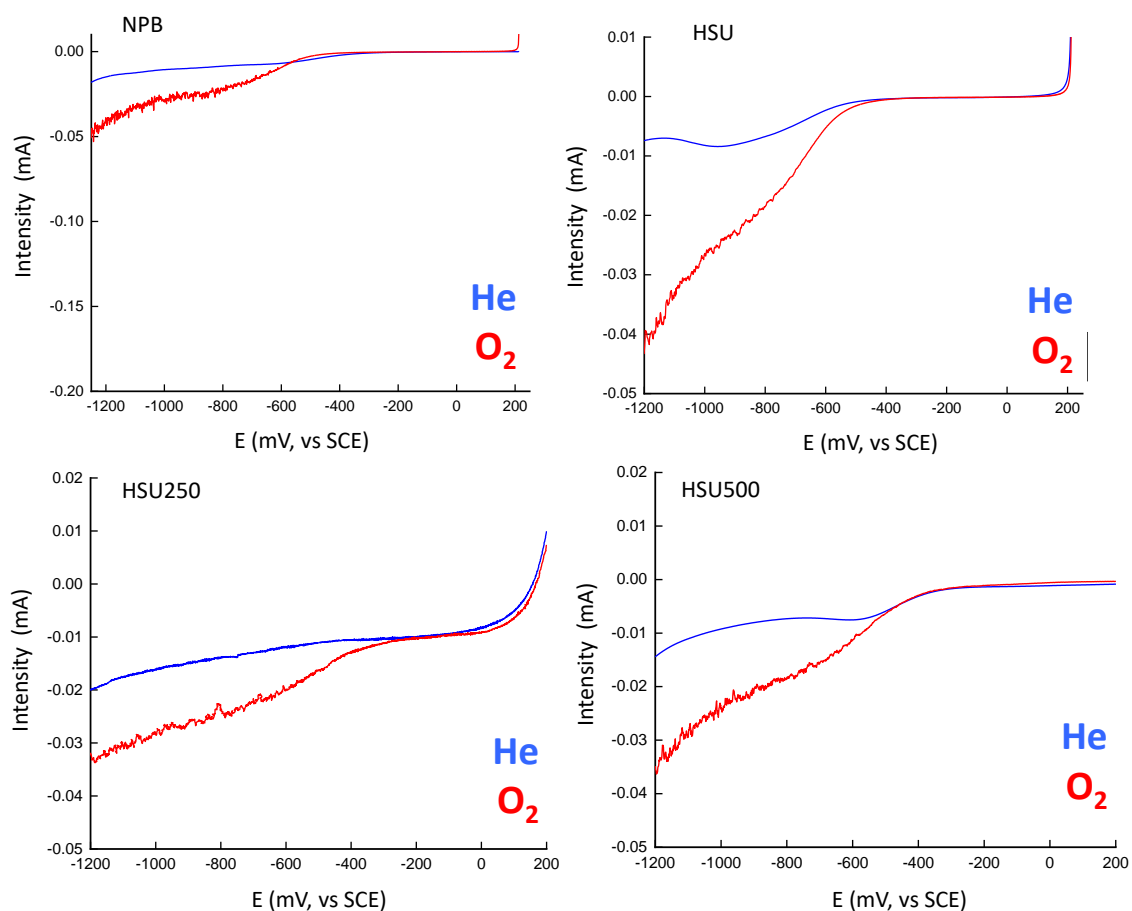 NPB
0.00
-0.05
-0.10
-0.15
-0.20
Intensity (mA)
-1200 -1000 -800 -600 -400 -200 0 200
E (mV, vs SCE)
He
O₂
HSU
0.01
0.00
-0.01
-0.02
-0.03
-0.04
-0.05
Intensity (mA)
-1200 -1000 -800 -600 -400 -200 0 200
E (mV, vs SCE)
He
O₂
HSU250
0.02
0.01
0.00
-0.01
-0.02
-0.03
-0.04
-0.05
Intensity (mA)
-1200 -1000 -800 -600 -400 -200 0 200
E (mV, vs SCE)
He
O₂
HSU500
0.02
0.01
0.00
-0.01
-0.02
-0.03
-0.04
-0.05
Intensity (mA)
-1200 -1000 -800 -600 -400 -200 0 200
E (mV, vs SCE)
He
O₂